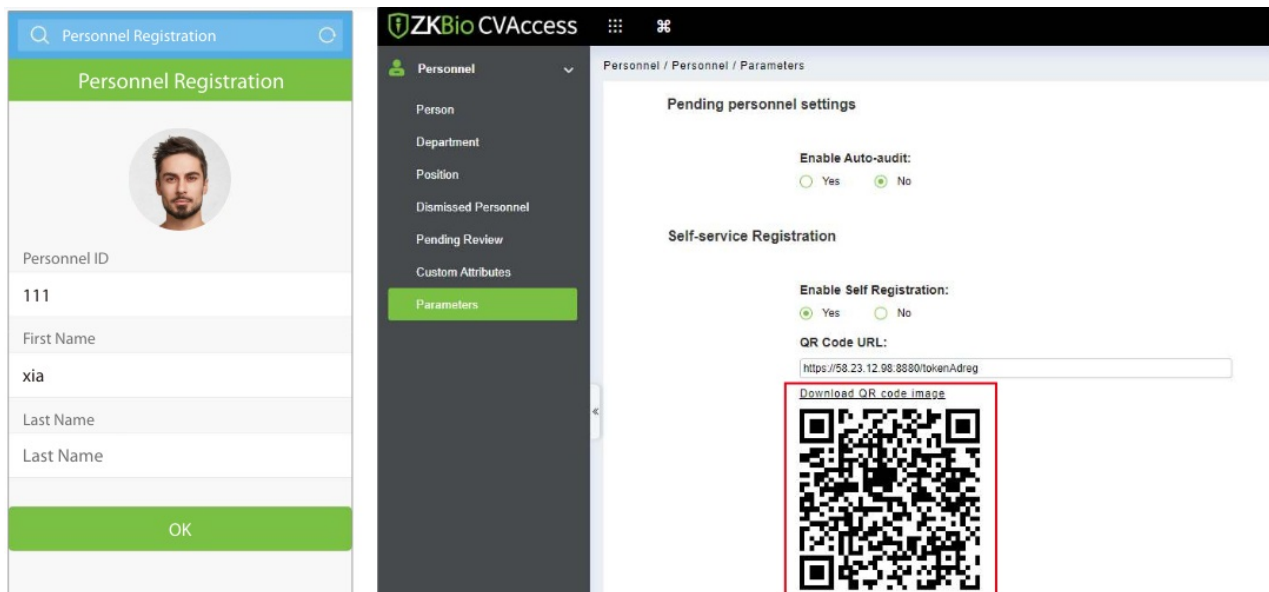 Personnel Registration
Personnel Registration
Personnel ID
111
First Name
xia
Last Name
Last Name
OK
ZKBio CVAccess
Personnel
Person
Department
Position
Dismissed Personnel
Pending Review
Custom Attributes
Parameters
Personnel / Personnel / Parameters
Pending personnel settings
Enable Auto-audit:
Yes No
Self-service Registration
Enable Self Registration:
Yes No
QR Code URL:
https://58.23.12.98:8880/tokenAdreg
Download QR code image